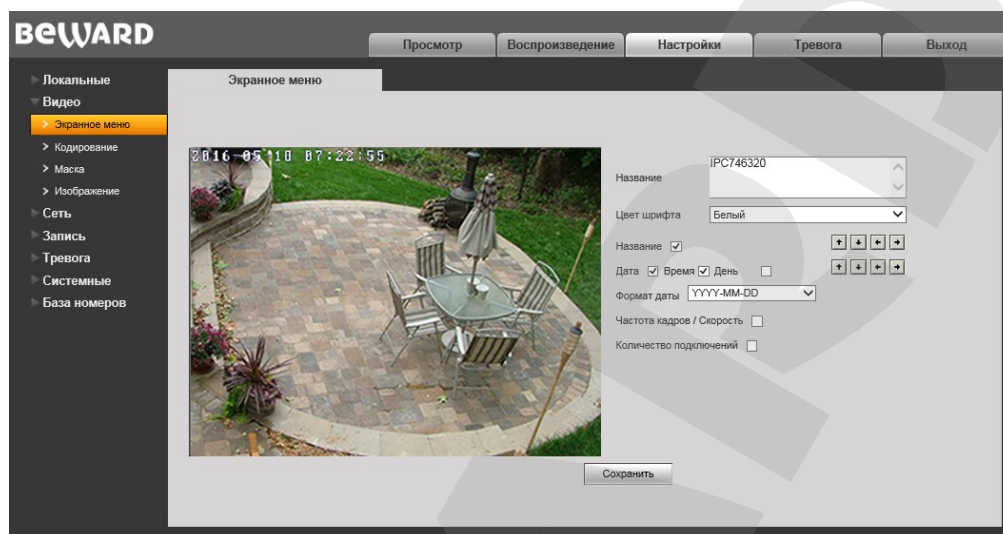 BEWARD
Просмотр Воспроизведение Настройки Тревога Выход
Локальные
Видео
Экранное меню
Кодирование
Маска
Изображение
Сеть
Запись
Тревога
Системные
База номеров
Экранное меню
2016-05-10 07:22:55
Название IPC746320
Цвет шрифта Белый
Название
Дата Время День
Формат даты YYYY-MM-DD
Частота кадров / Скорость
Количество подключений
Сохранить